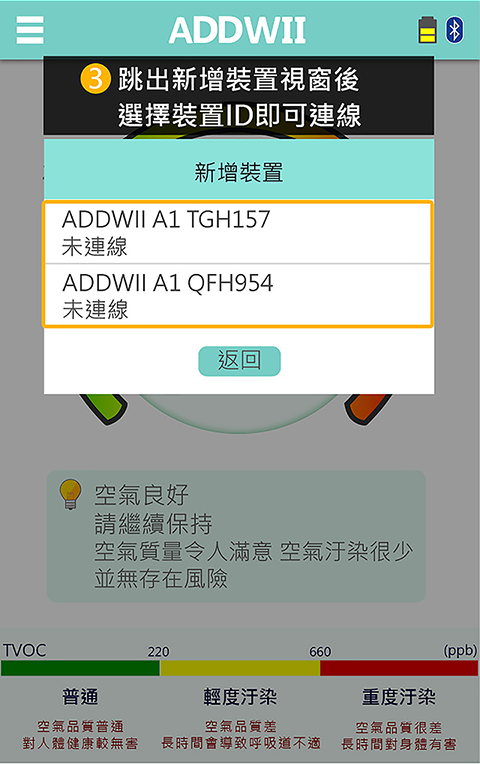 ADDWII
3 跳出新增裝置視窗後
選擇裝置ID即可連線
新增裝置
ADDWII A1 TGH157
未連線
ADDWII A1 QFH954
未連線
返回
空氣良好
請繼續保持
空氣質量令人滿意 空氣汙染很少
並無存在風險
TVOC 220 660 (ppb)
普通 輕度汙染 重度汙染
空氣品質普通 空氣品質差 空氣品質很差
對人體健康較無害 長時間會導致呼吸道不適 長時間對身體有害